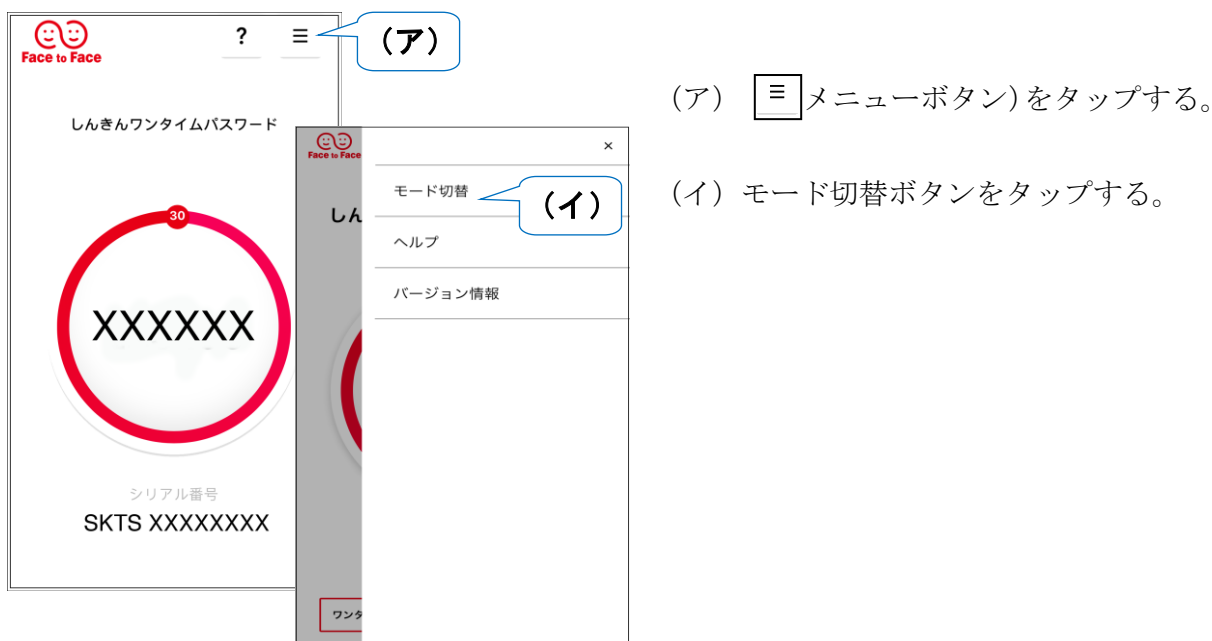 Face to Face
?
≡
(ア)
しんきんワンタイムパスワード
30
XXXXXX
シリアル番号
SKTS XXXXXXXX
Face to Face
×
しん
モード切替
(イ)
ヘルプ
バージョン情報
ワンタ
(ア) ≡メニューボタン)をタップする。
(イ)モード切替ボタンをタップする。